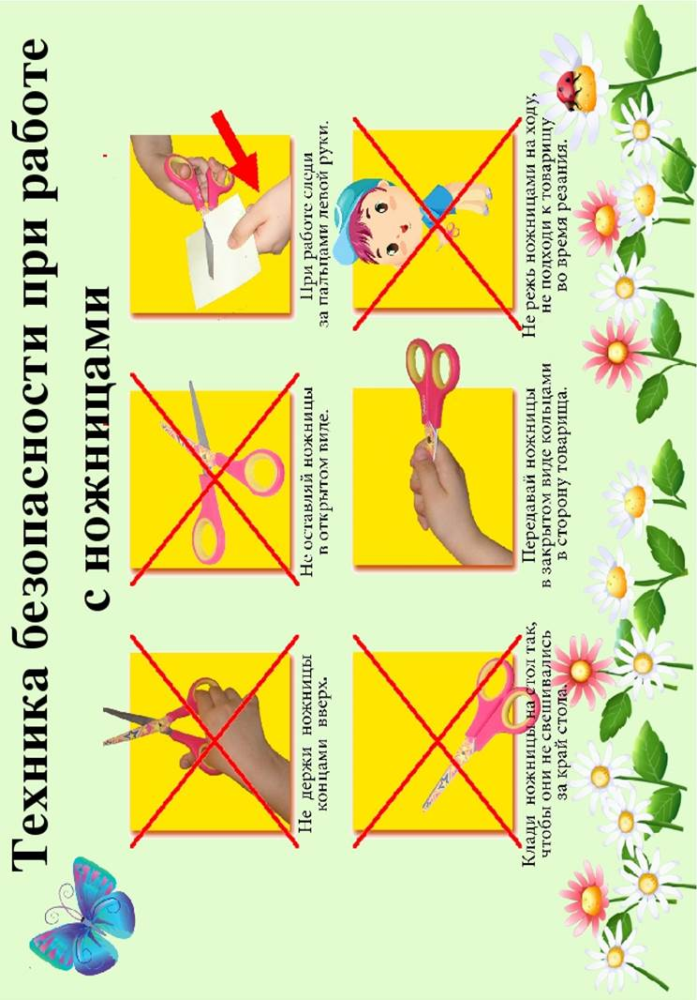 Техника безопасности при работе
с ножницами
Не держи ножницы
концами вверх.
Не оставляй ножницы
в открытом виде.
При работе следи
за пальцами левой руки.
Клади ножницы на стол так,
чтобы они не свешивались
за край стола.
Передавай ножницы
в закрытом виде кольцами
в сторону товарища.
Не режь ножницами на ходу,
не подходи к товарищу
во время резания.